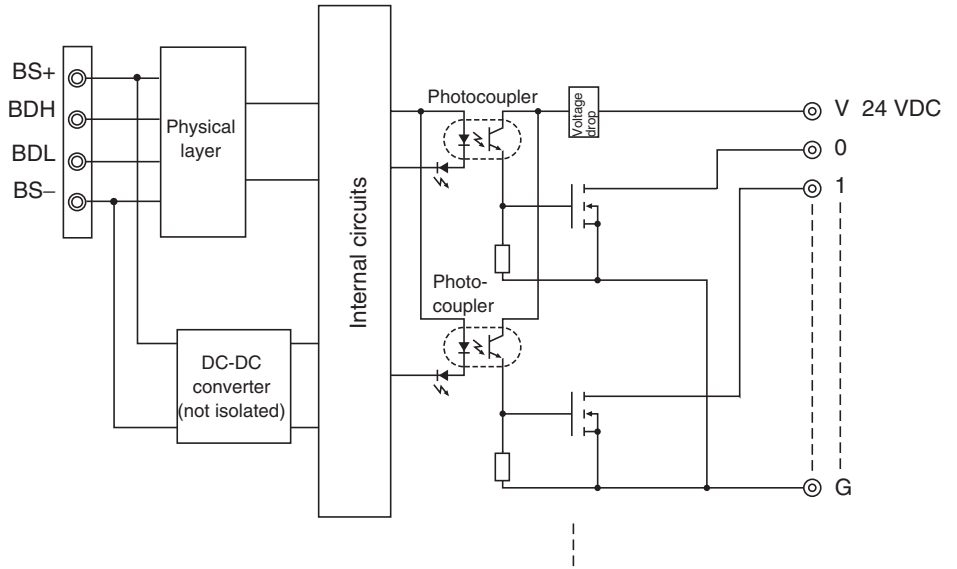 BS+
BDH
BDL
BS−
Physical
layer
DC-DC
converter
(not isolated)
Internal circuits
Photocoupler
Photo-
coupler
Voltage
drop
V 24 VDC
0
1
G